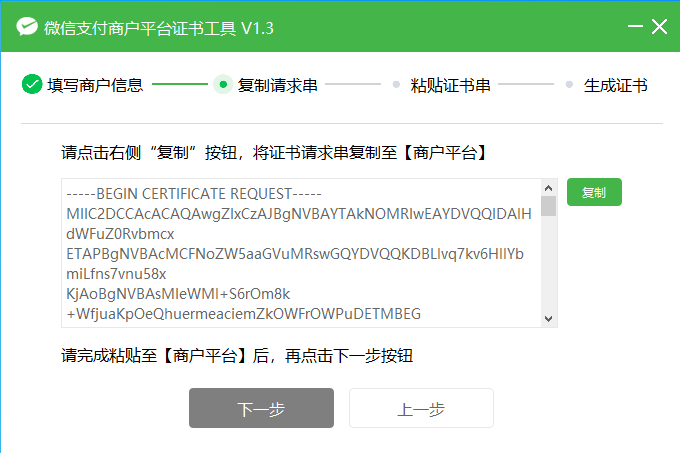 微信支付商户平台证书工具 V1.3
填写商户信息 复制请求串 粘贴证书串 生成证书
请点击右侧“复制”按钮，将证书请求串复制至【商户平台】
-----BEGIN CERTIFICATE REQUEST-----
MIIC2DCCAcACAQAwgZIxCzAJBgNVBAYTAkNOMRIwEAYDVQQIDAlH
dWFuZ0Rvbmcx
ETAPBgNVBAcMCFNoZW5aaGVuMRswGQYDVQQKDBLlvq7kv6HllYb
miLfns7vnu58x
KjAoBgNVBAsMIeWMl+S6rOm8k
+WfjuaKpOeQhuermeaciemZkOWFrOWPuDETMBEG
复制
请完成粘贴至【商户平台】后，再点击下一步按钮
下一步 上一步